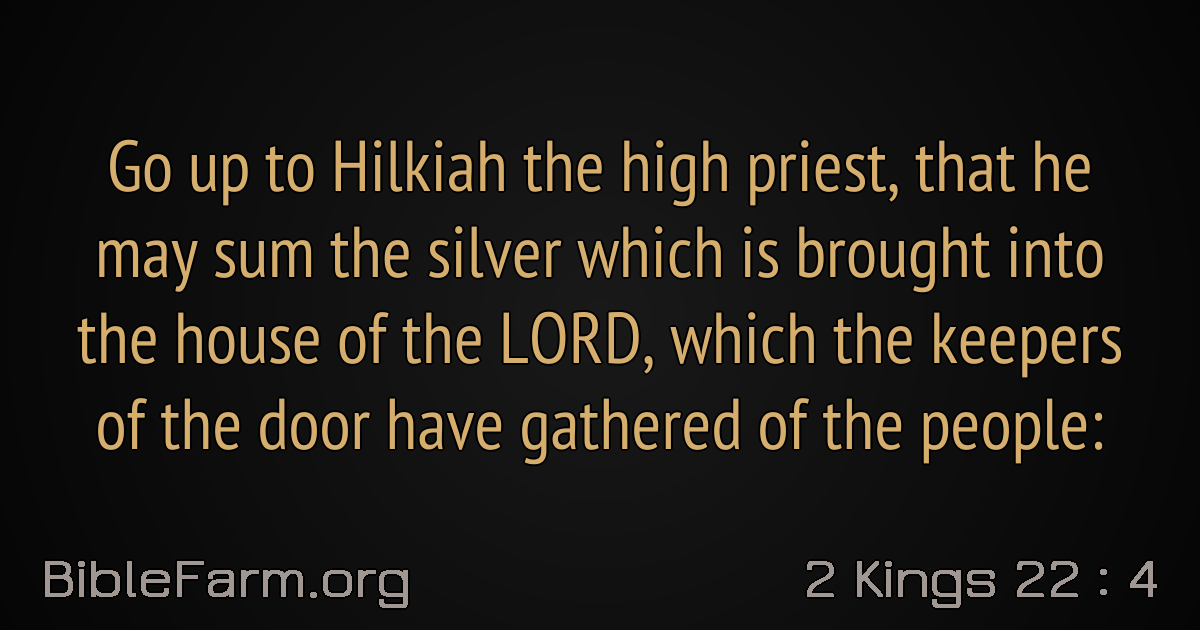 Go up to Hilkiah the high priest, that he
may sum the silver which is brought into
the house of the LORD, which the keepers
of the door have gathered of the people:
BibleFarm.org
2 Kings 22 : 4